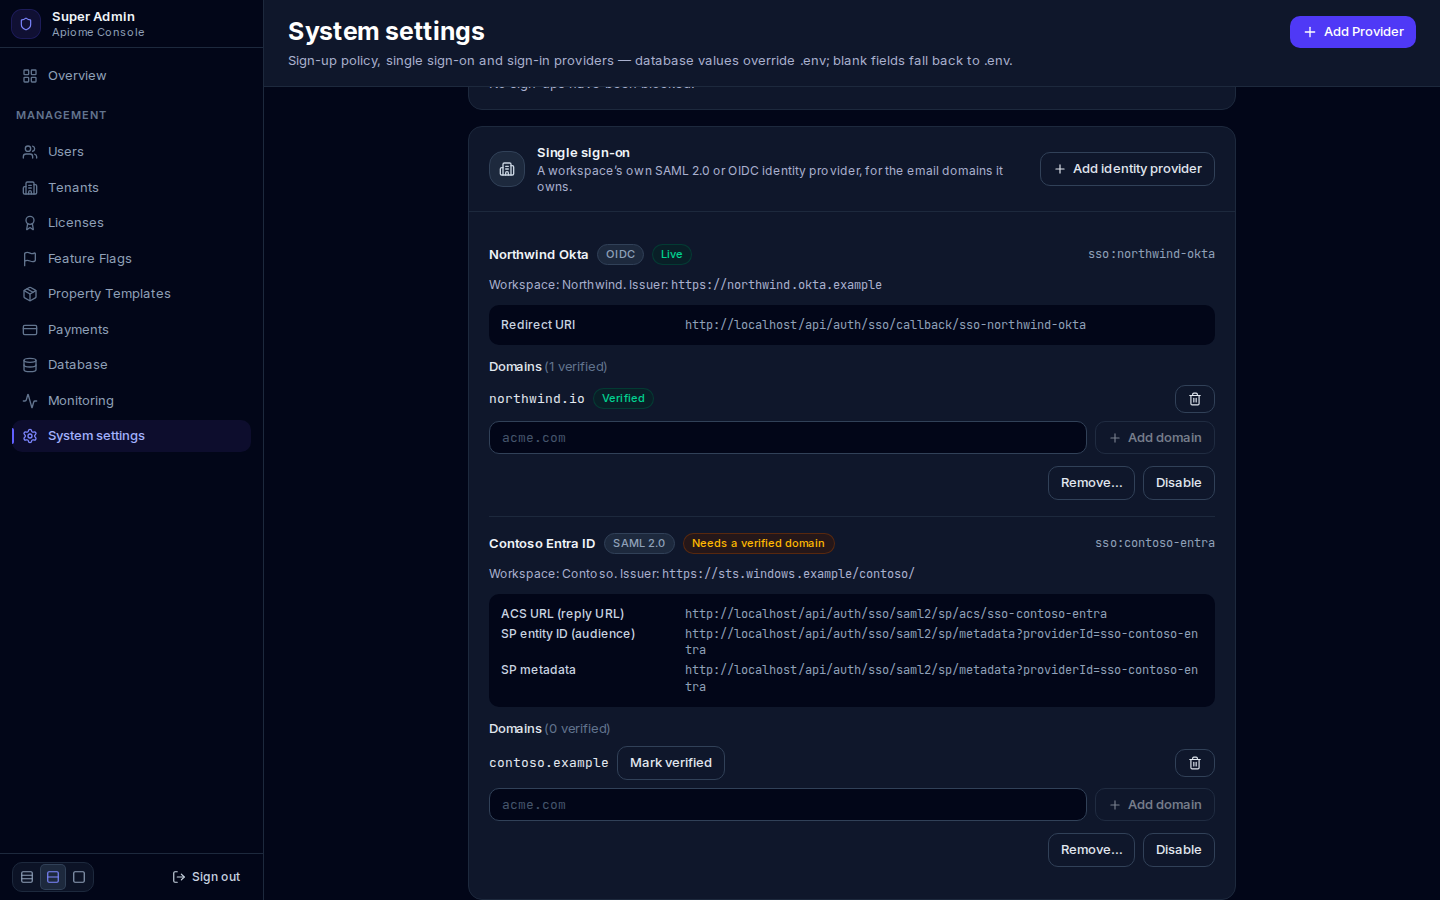 Super Admin
Apiome Console
Overview
MANAGEMENT
Users
Tenants
Licenses
Feature Flags
Property Templates
Payments
Database
Monitoring
System settings
Sign out
System settings
Sign-up policy, single sign-on and sign-in providers — database values override .env; blank fields fall back to .env.
Add Provider
No sign-ups have been blocked.
Single sign-on
A workspace's own SAML 2.0 or OIDC identity provider, for the email domains it
owns.
Add identity provider
Northwind Okta OIDC Live sso:northwind-okta
Workspace: Northwind. Issuer: https://northwind.okta.example
Redirect URI http://localhost/api/auth/sso/callback/sso-northwind-okta
Domains (1 verified)
northwind.io Verified
acme.com Add domain
Remove... Disable
Contoso Entra ID SAML 2.0 Needs a verified domain sso:contoso-entra
Workspace: Contoso. Issuer: https://sts.windows.example/contoso/
ACS URL (reply URL) http://localhost/api/auth/sso/saml2/sp/acs/sso-contoso-entra
SP entity ID (audience) http://localhost/api/auth/sso/saml2/sp/metadata?providerId=sso-contoso-en
tra
SP metadata http://localhost/api/auth/sso/saml2/sp/metadata?providerId=sso-contoso-en
tra
Domains (0 verified)
contoso.example Mark verified
acme.com Add domain
Remove... Disable